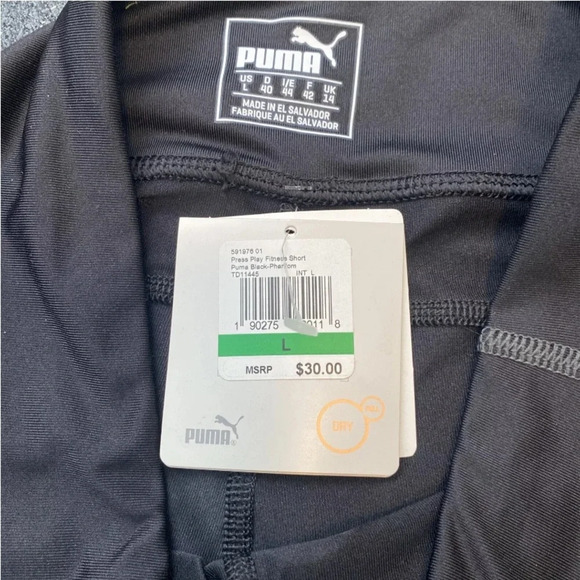 PUMA
US D I/E F UK
L 40 44 42 14
MADE IN EL SALVADOR
FABRIQUE AU EL SALVADOR
591976 01
Press Play Fitness Short
Puma Black-Phantom
TD11445 INT L
1 90275 0118
L
MSRP $30.00
PUMA
DRY